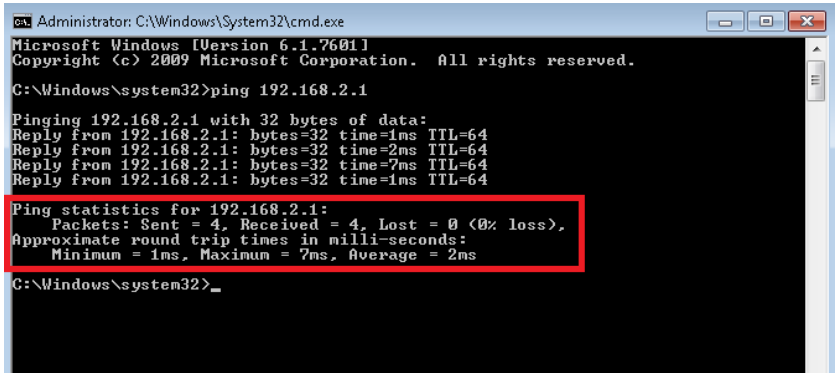 Administrator: C:\Windows\System32\cmd.exe
Microsoft Windows [Version 6.1.7601]
Copyright (c) 2009 Microsoft Corporation.  All rights reserved.
C:\Windows\system32>ping 192.168.2.1
Pinging 192.168.2.1 with 32 bytes of data:
Reply from 192.168.2.1: bytes=32 time=1ms TTL=64
Reply from 192.168.2.1: bytes=32 time=2ms TTL=64
Reply from 192.168.2.1: bytes=32 time=7ms TTL=64
Reply from 192.168.2.1: bytes=32 time=1ms TTL=64
Ping statistics for 192.168.2.1:
    Packets: Sent = 4, Received = 4, Lost = 0 (0% loss),
Approximate round trip times in milli-seconds:
    Minimum = 1ms, Maximum = 7ms, Average = 2ms
C:\Windows\system32>_